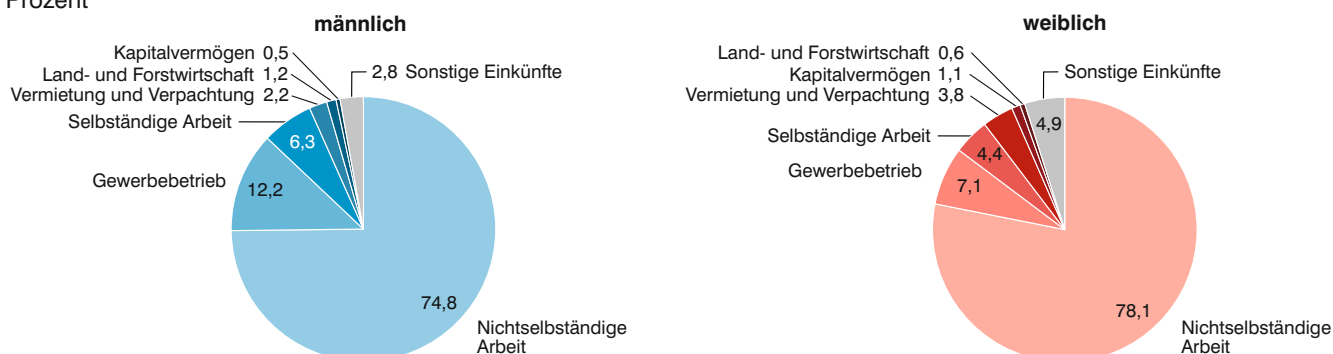 Prozent
männlich
Kapitalvermögen 0,5
Land- und Forstwirtschaft 1,2
Vermietung und Verpachtung 2,2
Selbständige Arbeit
6,3
Gewerbebetrieb
12,2
2,8 Sonstige Einkünfte
74,8
Nichtselbständige
Arbeit
weiblich
Land- und Forstwirtschaft 0,6
Kapitalvermögen 1,1
Vermietung und Verpachtung 3,8
Selbständige Arbeit
4,4
Gewerbebetrieb
7,1
Sonstige Einkünfte
4,9
78,1
Nichtselbständige
Arbeit